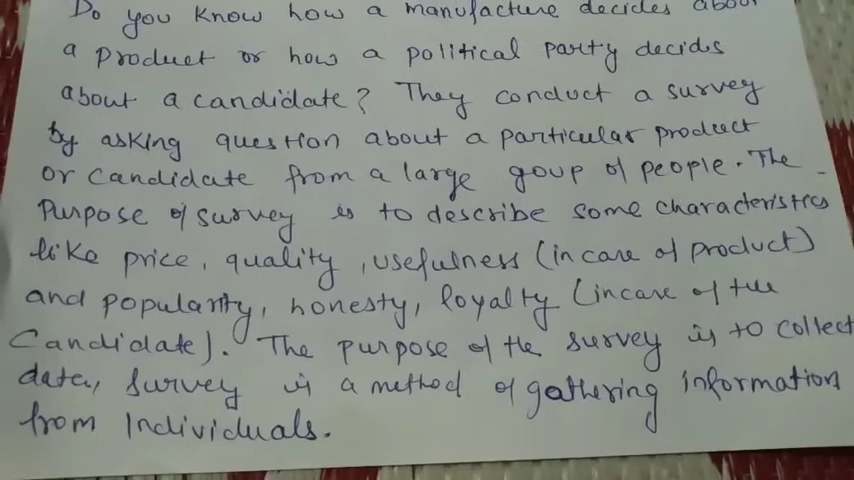 Do you know how a manufacture decides about
a product or how a political party decides
about a candidate? They conduct a survey
by asking question about a particular product
or candidate from a large goup of people. The
Purpose of survey is to describe some characteristics
like price, quality, usefulness (in case of product)
and popularity, honesty, loyalty (in case of the
Candidate). The purpose of the survey is to collect
data, survey is a method of gathering information
from Individuals.